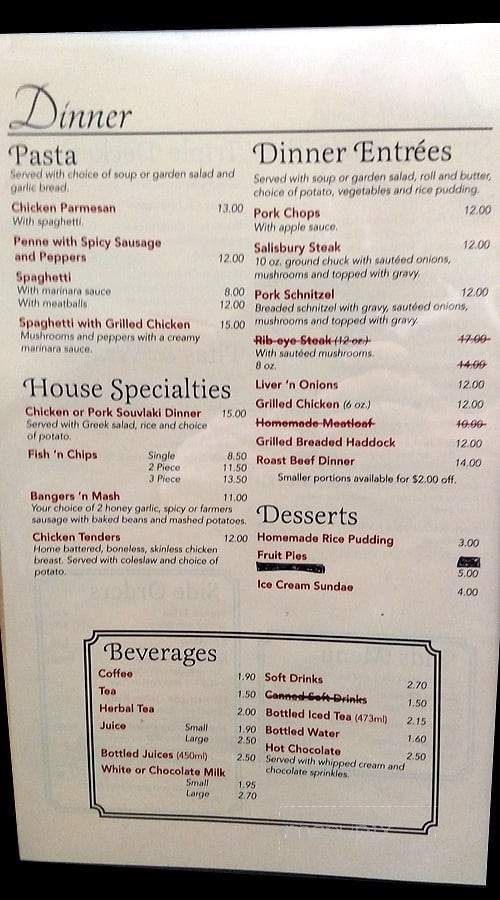 Dinner
Pasta
Served with choice of soup or garden salad and
garlic bread.
Chicken Parmesan 13.00
With spaghetti.
Penne with Spicy Sausage
and Peppers 12.00
Spaghetti
With marinara sauce 8.00
With meatballs 12.00
Spaghetti with Grilled Chicken 15.00
Mushrooms and peppers with a creamy
marinara sauce.
House Specialties
Chicken or Pork Souvlaki Dinner 15.00
Served with Greek salad, rice and choice
of potato.
Fish 'n Chips Single 8.50
2 Piece 11.50
3 Piece 13.50
Bangers 'n Mash 11.00
Your choice of 2 honey garlic, spicy or farmers
sausage with baked beans and mashed potatoes.
Chicken Tenders 12.00
Home battered, boneless, skinless chicken
breast. Served with coleslaw and choice of
potato.
Dinner Entrées
Served with soup or garden salad, roll and butter,
choice of potato, vegetables and rice pudding.
Pork Chops 12.00
With apple sauce.
Salisbury Steak 12.00
10 oz. ground chuck with sautéed onions,
mushrooms and topped with gravy.
Pork Schnitzel 12.00
Breaded schnitzel with gravy, sautéed onions,
mushrooms and topped with gravy.
Rib-eye Steak (12 oz.) 17.00
With sautéed mushrooms.
8 oz. 14.00
Liver 'n Onions 12.00
Grilled Chicken (6 oz.) 12.00
Homemade Meatloaf 10.00
Grilled Breaded Haddock 12.00
Roast Beef Dinner 14.00
Smaller portions available for $2.00 off.
Desserts
Homemade Rice Pudding 3.00
Fruit Pies
5.00
Ice Cream Sundae 4.00
Beverages
Coffee 1.90
Tea 1.50
Herbal Tea 2.00
Juice Small 1.90
Large 2.50
Bottled Juices (450ml) 2.50
White or Chocolate Milk
Small 1.95
Large 2.70
Soft Drinks 2.70
Canned Soft Drinks 1.50
Bottled Iced Tea (473ml) 2.15
Bottled Water 1.60
Hot Chocolate 2.50
Served with whipped cream and
chocolate sprinkles.